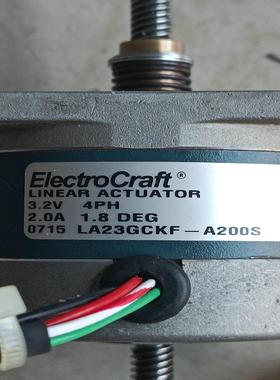 ElectroCraft®
LINEAR ACTUATOR
3.2V 4PH
2.0A 1.8 DEG
0715 LA23GCKF-A200S